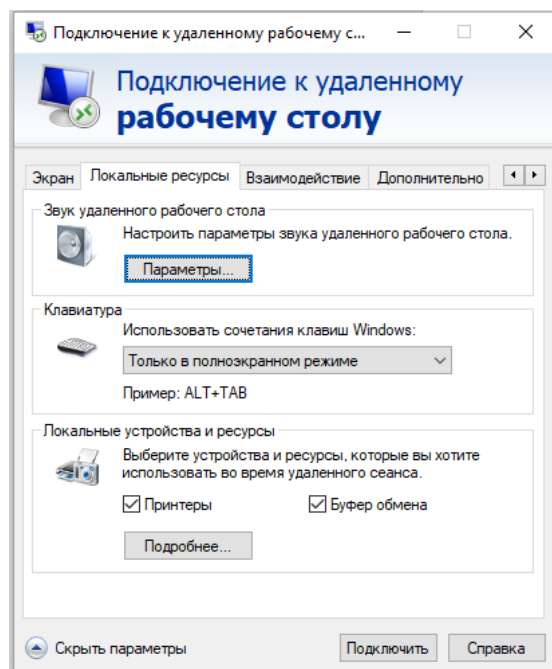 Подключение к удаленному рабочему с...
Подключение к удаленному
рабочему столу
Экран Локальные ресурсы Взаимодействие Дополнительно
Звук удаленного рабочего стола
Настроить параметры звука удаленного рабочего стола.
Параметры...
Клавиатура
Использовать сочетания клавиш Windows:
Только в полноэкранном режиме
Пример: ALT+TAB
Локальные устройства и ресурсы
Выберите устройства и ресурсы, которые вы хотите
использовать во время удаленного сеанса.
Принтеры Буфер обмена
Подробнее...
Скрыть параметры Подключить Справка